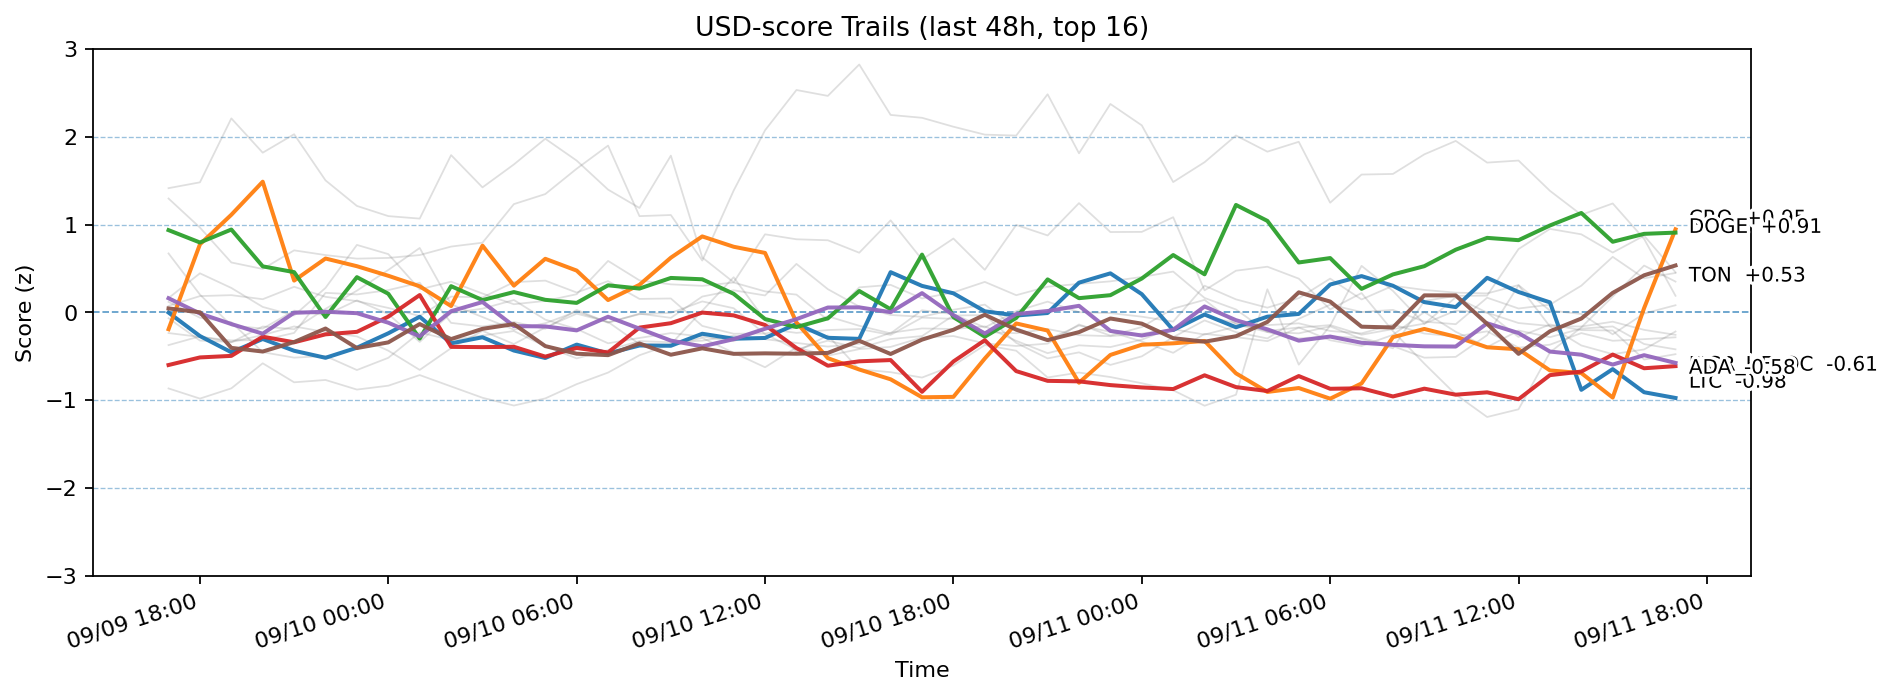 USD-score Trails (last 48h, top 16)
3
2
1
0
−1
−2
−3
Score (z)
DOGE +0.91
TON +0.53
-0.61
ADA -0.58
LTC -0.98
09/09 18:00
09/10 00:00
09/10 06:00
09/10 12:00
09/10 18:00
09/11 00:00
09/11 06:00
09/11 12:00
09/11 18:00
Time